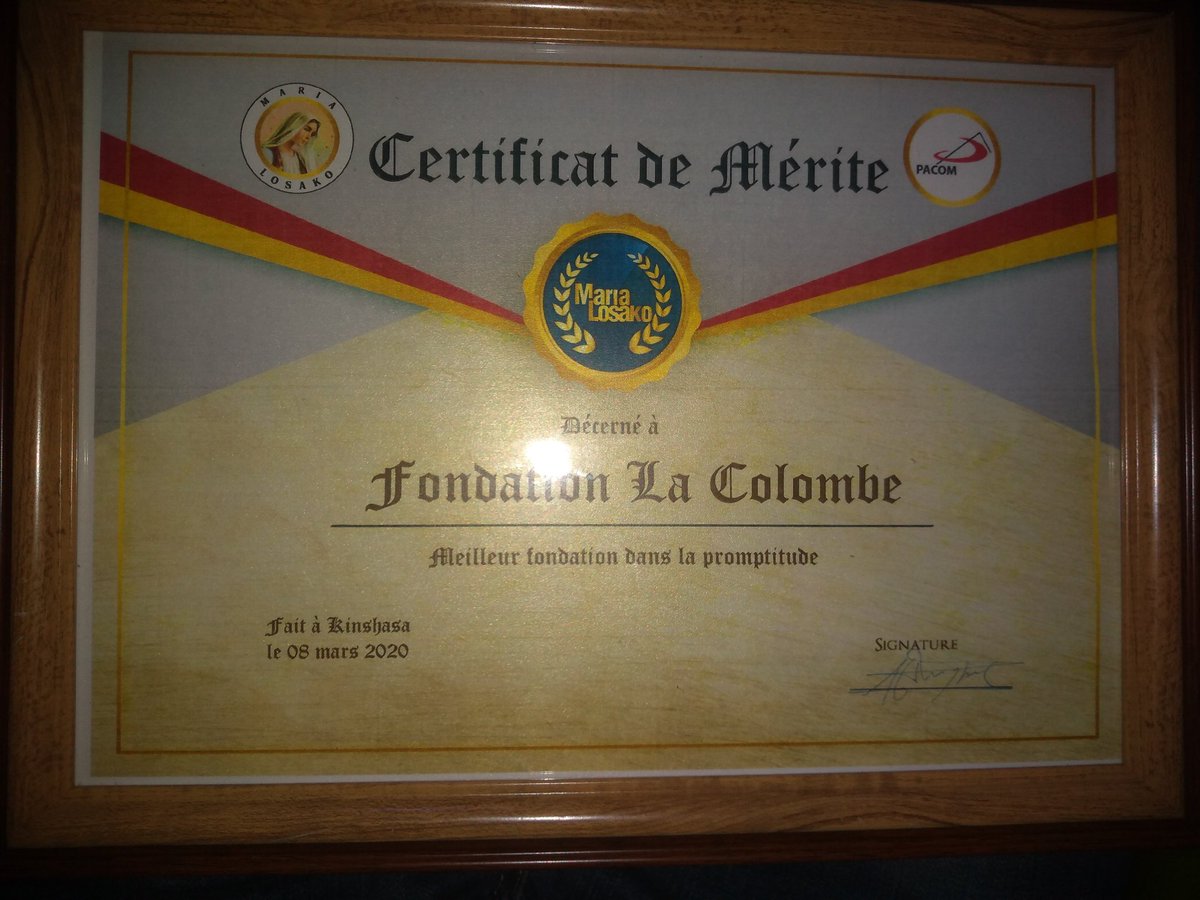 MARIA
LOSAKO
Certificat de Mérite
PACOM
Maria
Losako
Décerné à
Fondation La Colombe
Meilleur fondation dans la promptitude
Fait à Kinshasa
le 08 mars 2020
SIGNATURE